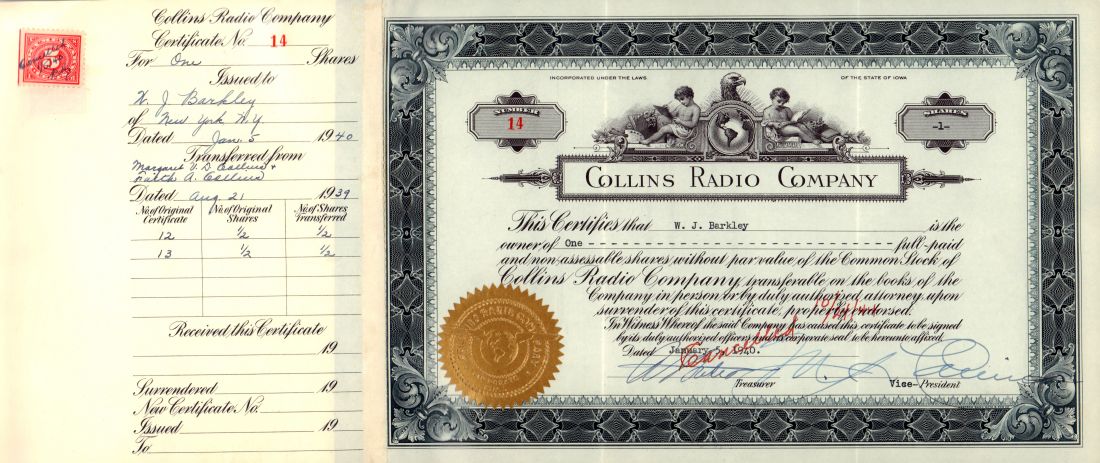 Collins Radio Company
Certificate No. 14
For One Shares
Issued to
W. J. Barkley
of New York N.Y.
Dated Jan. 5 1940
Transferred from
Margaret V. D. Collins &
Faith A. Collins
Dated Aug 21 1939
No. of Original Certificate No. of Original Shares No. of Shares Transferred
12 1/2 1/2
13 1/2 1/2
Received this Certificate
19
Surrendered 19
New Certificate No.
Issued 19
To
INCORPORATED UNDER THE LAWS OF THE STATE OF IOWA
NUMBER
14
SHARES
-1-
COLLINS RADIO COMPANY
This Certifies that W. J. Barkley is the
owner of One - - - - - - - - - - - - - - - - - - - - - - - - full-paid
and non-assessable shares without par value of the Common Stock of
Collins Radio Company, transferable on the books of the
Company in person or by duly authorized attorney upon
surrender of this certificate, properly endorsed.
In Witness Whereof the said Company has caused this certificate to be signed
by its duly authorized officers and its corporate seal to be hereunto affixed.
Dated January 5, 1940.
Cancelled
Treasurer Vice-President